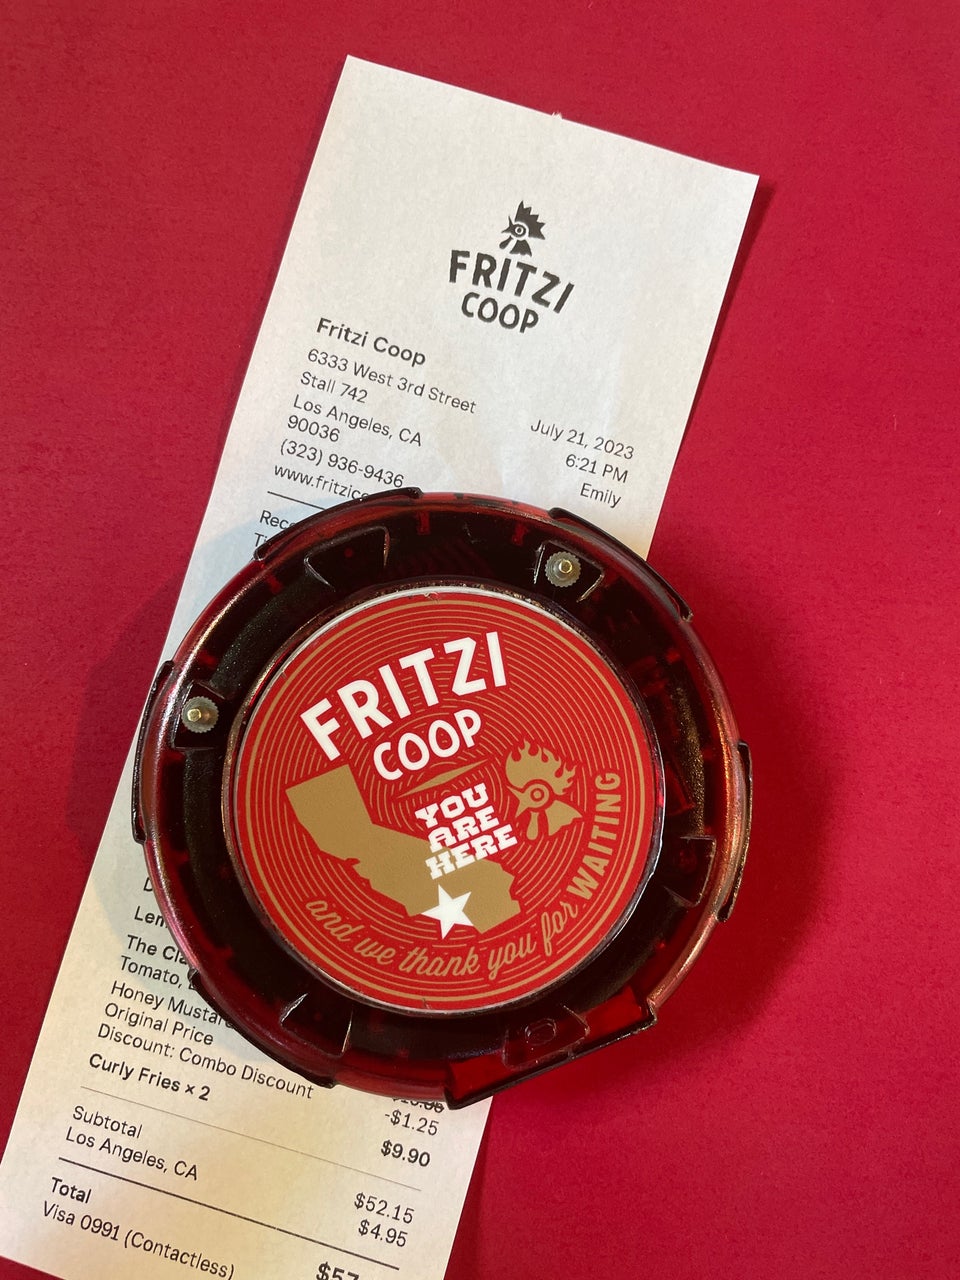 FRITZI
COOP
Fritzi Coop
6333 West 3rd Street
Stall 742
Los Angeles, CA
90036
(323) 936-9436
July 21, 2023
6:21 PM
Emily
FRITZI
COOP
YOU
ARE
HERE
and we thank you for WAITING
The
Tomato,
Honey
Original Price
Discount: Combo Discount
-$1.25
Curly Fries × 2
$9.90
Subtotal
$52.15
Los Angeles, CA
$4.95
Total
Visa 0991 (Contactless)